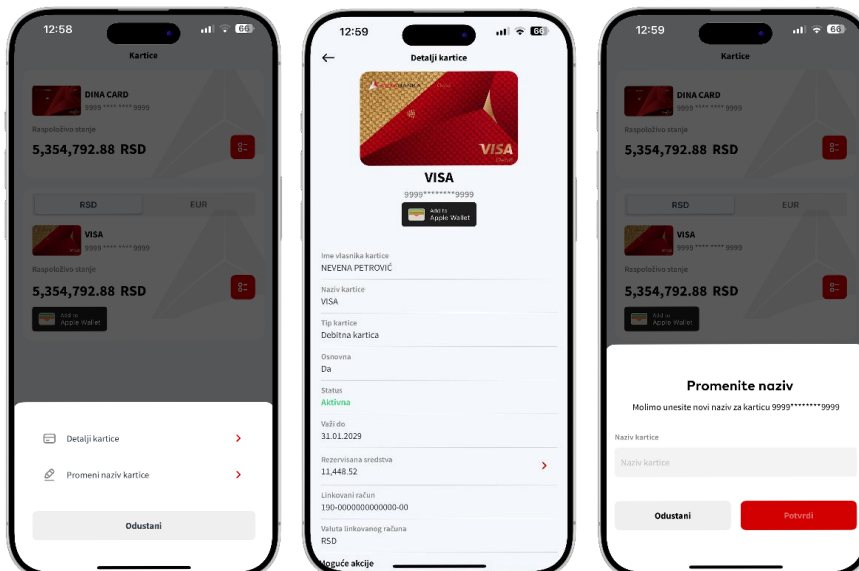 12:58
66
Kartice
DINA CARD
9999 **** **** 9999
Raspoloživo stanje
5,354,792.88 RSD
RSD
EUR
VISA
9999 **** **** 9999
Raspoloživo stanje
5,354,792.88 RSD
Add to
Apple Wallet
Detalji kartice
Promeni naziv kartice
Odustani
12:59
66
Detalji kartice
VISA
VISA
9999********9999
Add to
Apple Wallet
Ime vlasnika kartice
NEVENA PETROVIĆ
Naziv kartice
VISA
Tip kartice
Debitna kartica
Osnovna
Da
Status
Aktivna
Važi do
31.01.2029
Rezervisana sredstva
11,448.52
Linkovani račun
190-0000000000000-00
Valuta linkovanog računa
RSD
Moguće akcije
12:59
66
Kartice
DINA CARD
9999 **** **** 9999
Raspoloživo stanje
5,354,792.88 RSD
RSD
EUR
VISA
9999 **** **** 9999
Raspoloživo stanje
5,354,792.88 RSD
Add to
Apple Wallet
Promenite naziv
Molimo unesite novi naziv za karticu 9999********9999
Naziv kartice
Naziv kartice
Odustani
Potvrdi